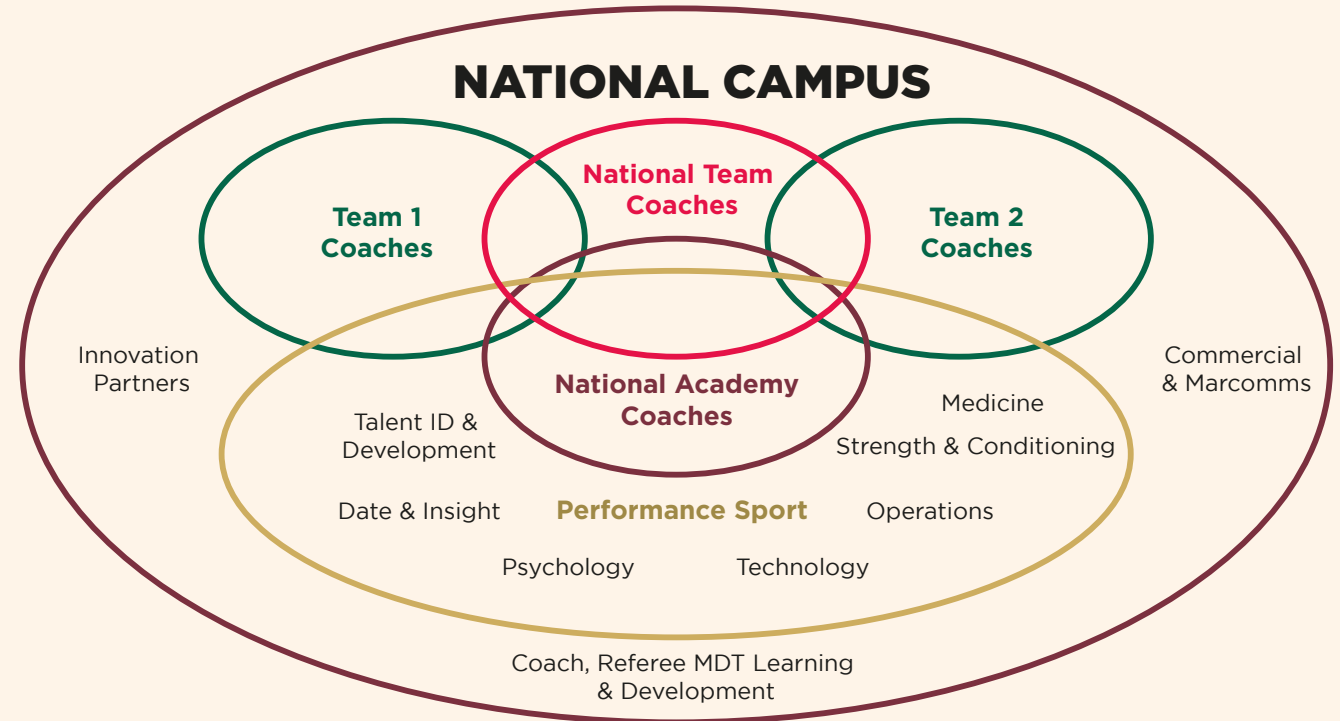 NATIONAL CAMPUS
National Team
Coaches
Team 1
Coaches
Team 2
Coaches
Innovation
Partners
Commercial
& Marcomms
National Academy
Coaches
Talent ID &
Development
Medicine
Strength & Conditioning
Date & Insight
Performance Sport
Operations
Psychology
Technology
Coach, Referee MDT Learning
& Development